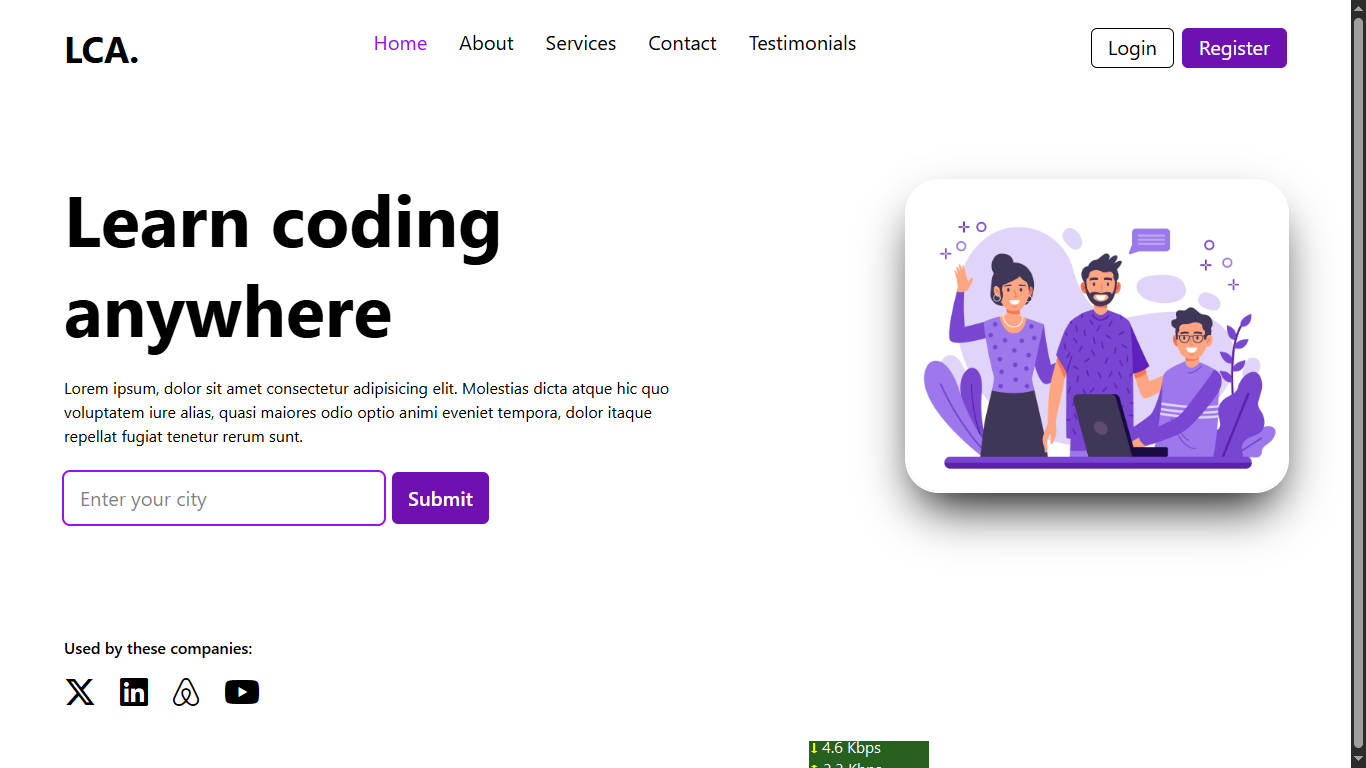 LCA.
Home About Services Contact Testimonials
Login Register
Learn coding
anywhere
Lorem ipsum, dolor sit amet consectetur adipisicing elit. Molestias dicta atque hic quo
voluptatem iure alias, quasi maiores odio optio animi eveniet tempora, dolor itaque
repellat fugiat tenetur rerum sunt.
Enter your city Submit
Used by these companies:
X in
↓ 4.6 Kbps